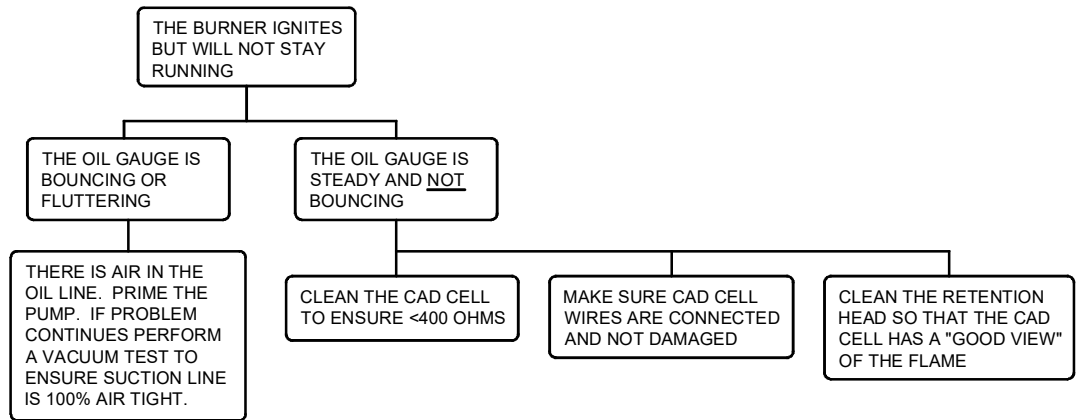 THE BURNER IGNITES
BUT WILL NOT STAY
RUNNING
THE OIL GAUGE IS
BOUNCING OR
FLUTTERING
THE OIL GAUGE IS
STEADY AND NOT
BOUNCING
THERE IS AIR IN THE
OIL LINE. PRIME THE
PUMP. IF PROBLEM
CONTINUES PERFORM
A VACUUM TEST TO
ENSURE SUCTION LINE
IS 100% AIR TIGHT.
CLEAN THE CAD CELL
TO ENSURE <400 OHMS
MAKE SURE CAD CELL
WIRES ARE CONNECTED
AND NOT DAMAGED
CLEAN THE RETENTION
HEAD SO THAT THE CAD
CELL HAS A "GOOD VIEW"
OF THE FLAME